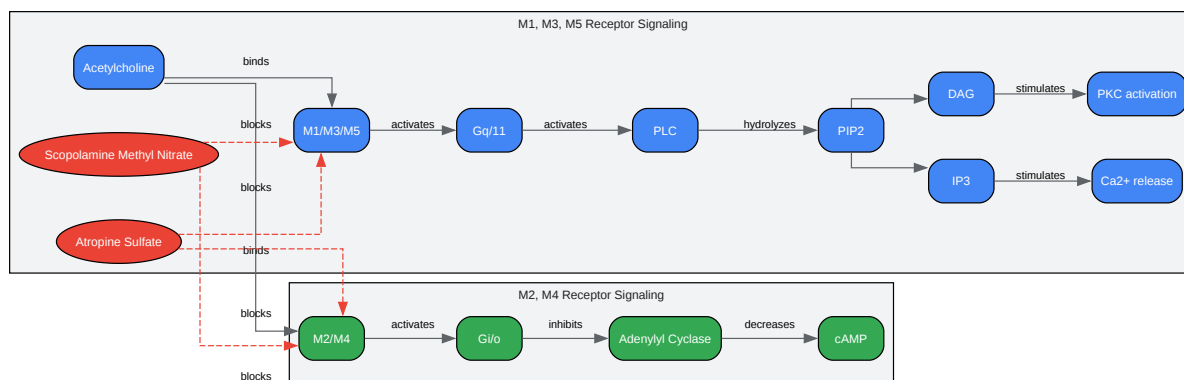 M1, M3, M5 Receptor Signaling
Acetylcholine
binds
DAG
stimulates
PKC activation
blocks
M1/M3/M5
activates
Gq/11
activates
PLC
hydrolyzes
PIP2
Scopolamine Methyl Nitrate
blocks
IP3
stimulates
Ca2+ release
Atropine Sulfate
binds
M2, M4 Receptor Signaling
blocks
M2/M4
activates
Gi/o
inhibits
Adenylyl Cyclase
decreases
cAMP
blocks